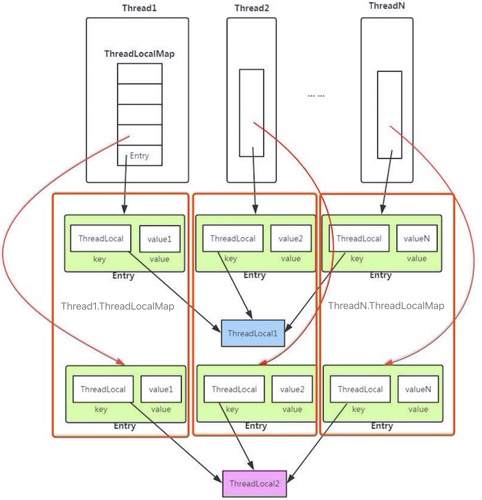 Thread1
Thread2
ThreadN
ThreadLocalMap
... ...
Entry
ThreadLocal value1
key value
Entry
ThreadLocal value2
key value
Entry
ThreadLocal valueN
key value
Entry
Thread1.ThreadLocalMap
ThreadN.ThreadLocalMap
ThreadLocal1
ThreadLocal value1
key value
Entry
ThreadLocal value2
key value
Entry
ThreadLocal valueN
key value
Entry
ThreadLocal2